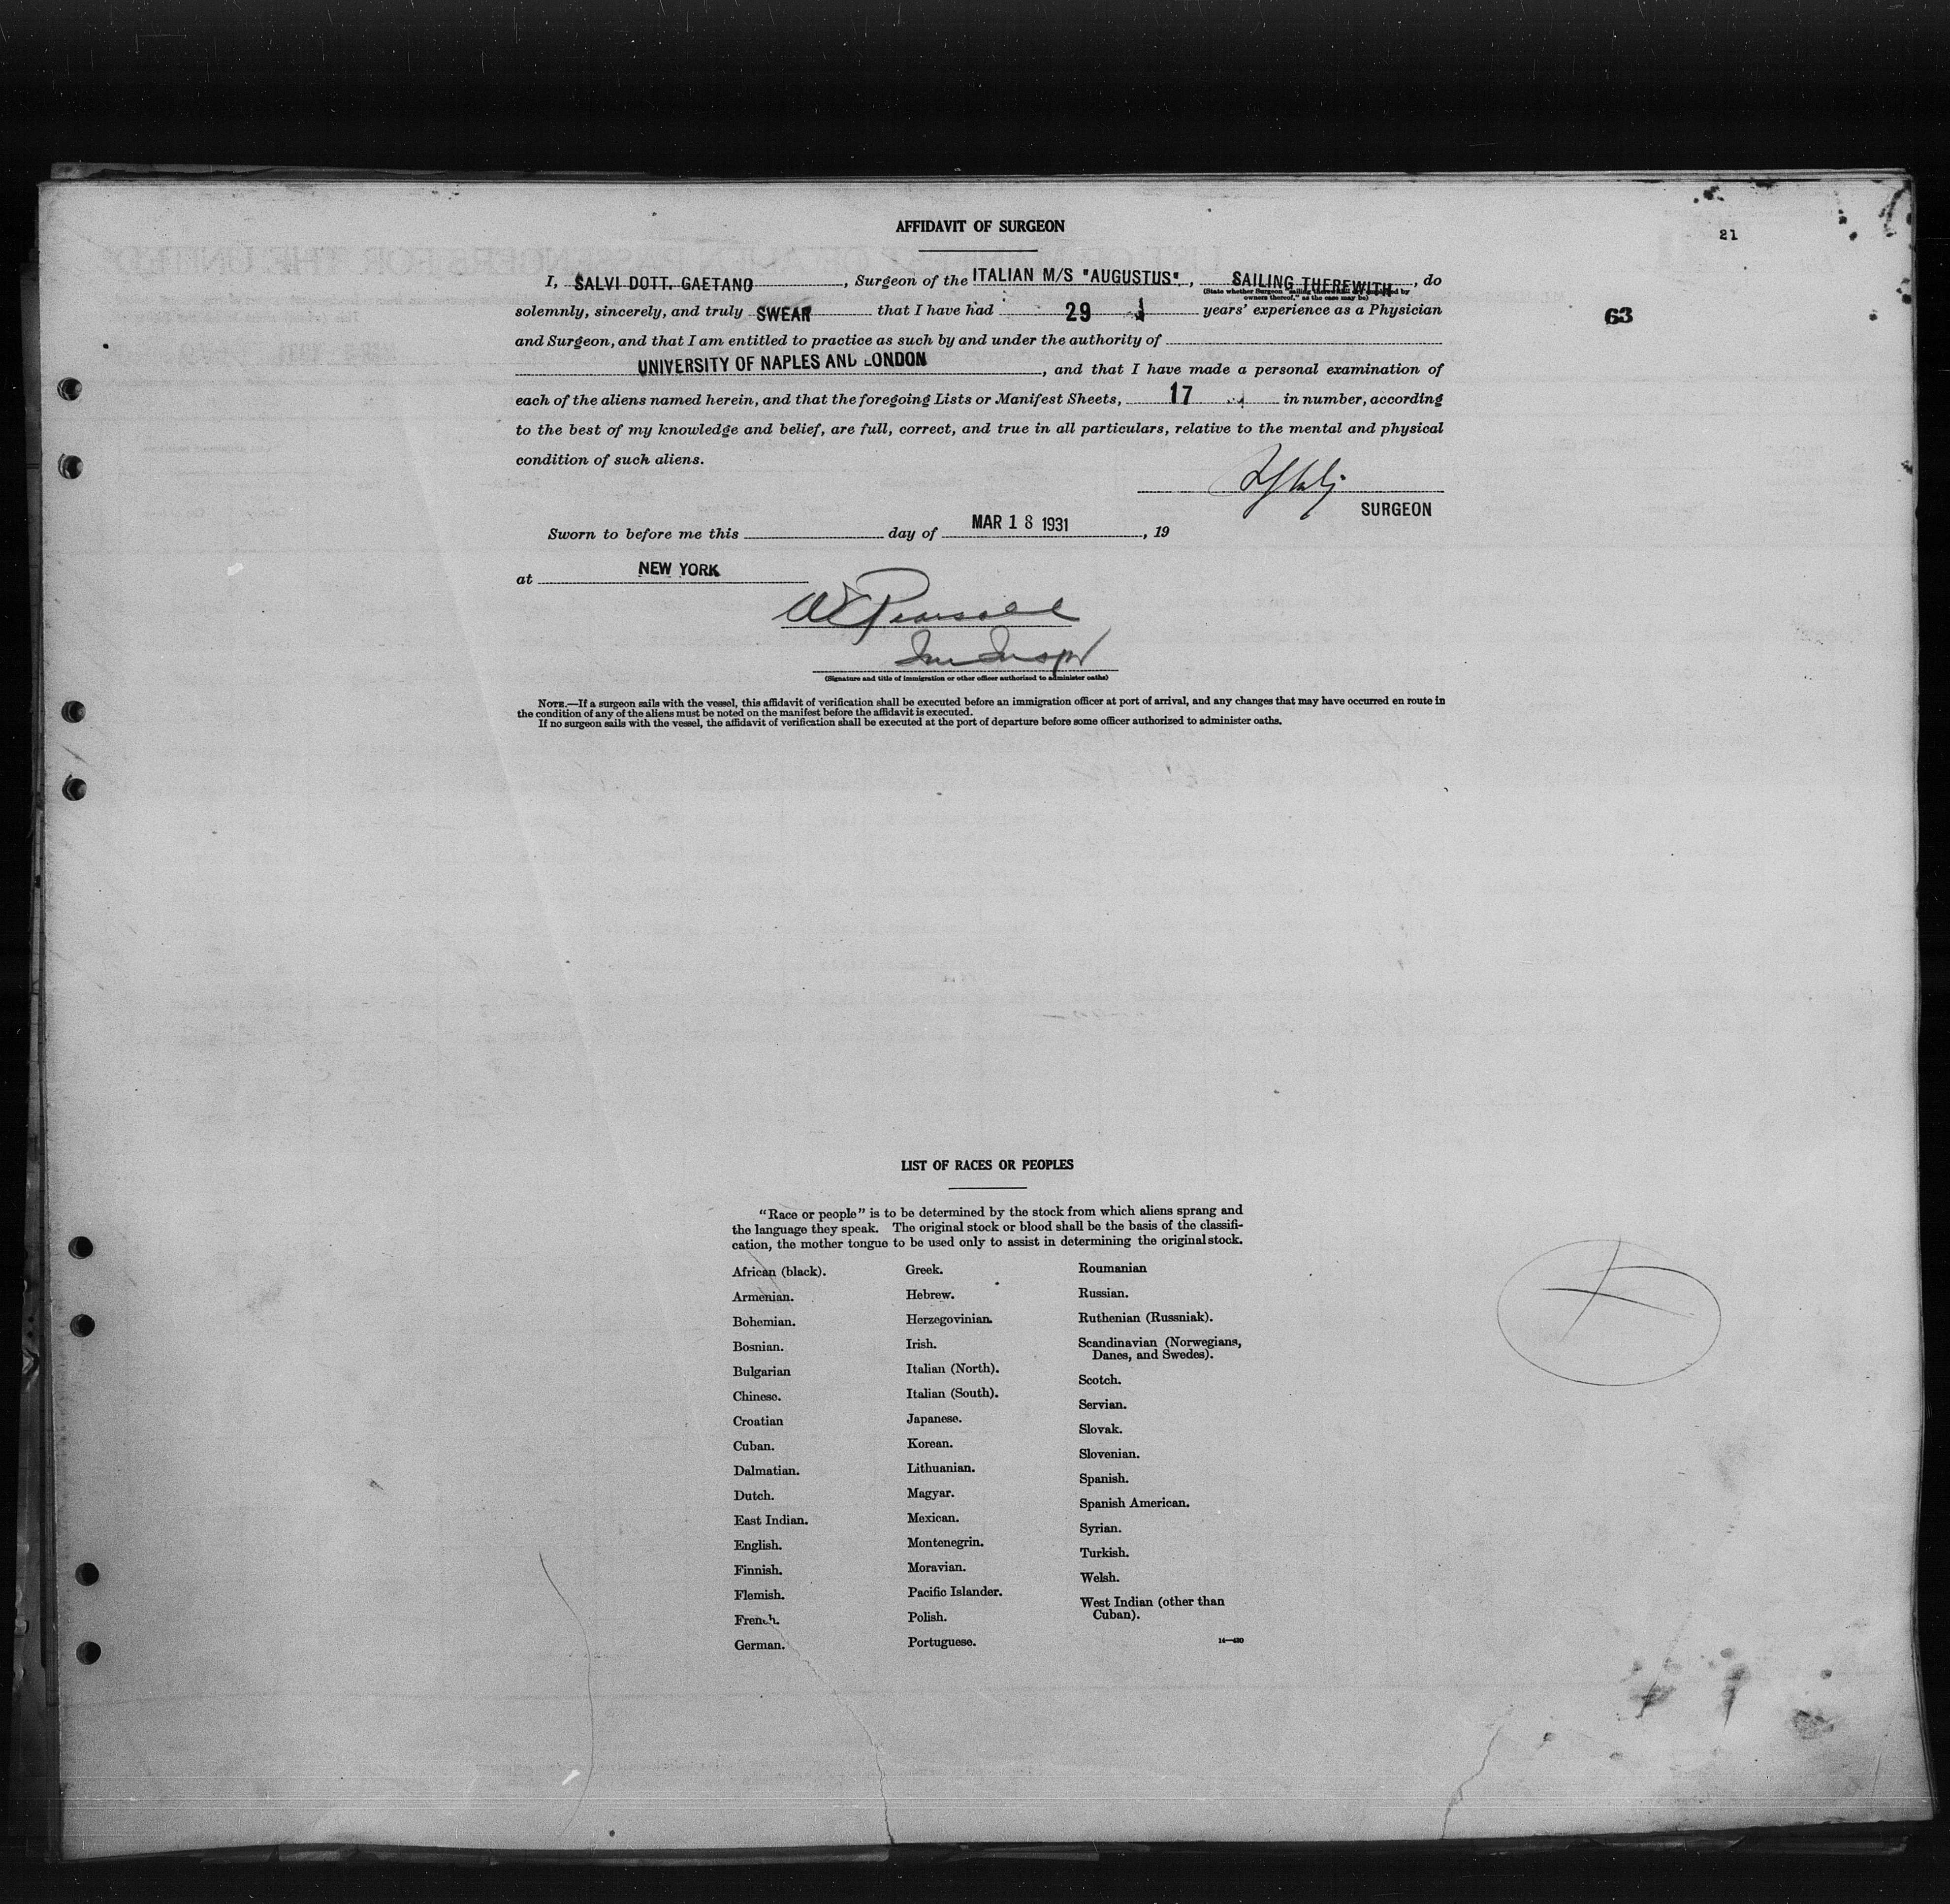 AFFIDAVIT OF SURGEON
21
I, SALVI DOTT. GAETANO, Surgeon of the ITALIAN M/S "AUGUSTUS", SAILING THEREWITH, do
owners thereof," as the case may be)
solemnly, sincerely, and truly SWEAR that I have had 29 years' experience as a Physician
63
and Surgeon, and that I am entitled to practice as such by and under the authority of
UNIVERSITY OF NAPLES AND LONDON, and that I have made a personal examination of
each of the aliens named herein, and that the foregoing Lists or Manifest Sheets, 17 in number, according
to the best of my knowledge and belief, are full, correct, and true in all particulars, relative to the mental and physical
condition of such aliens.
SURGEON
Sworn to before me this day of MAR 18 1931, 19
at NEW YORK
W Pearsall
Im Inspr
(Signature and title of immigration or other officer authorized to administer oaths)
NOTE.—If a surgeon sails with the vessel, this affidavit of verification shall be executed before an immigration officer at port of arrival, and any changes that may have occurred en route in
the condition of any of the aliens must be noted on the manifest before the affidavit is executed.
If no surgeon sails with the vessel, the affidavit of verification shall be executed at the port of departure before some officer authorized to administer oaths.
LIST OF RACES OR PEOPLES
"Race or people" is to be determined by the stock from which aliens sprang and
the language they speak. The original stock or blood shall be the basis of the classifi-
cation, the mother tongue to be used only to assist in determining the original stock.
African (black).
Armenian.
Bohemian.
Bosnian.
Bulgarian
Chinese.
Croatian
Cuban.
Dalmatian.
Dutch.
East Indian.
English.
Finnish.
Flemish.
French.
German.
Greek.
Hebrew.
Herzegovinian.
Irish.
Italian (North).
Italian (South).
Japanese.
Korean.
Lithuanian.
Magyar.
Mexican.
Montenegrin.
Moravian.
Pacific Islander.
Polish.
Portuguese.
Roumanian
Russian.
Ruthenian (Russniak).
Scandinavian (Norwegians,
Danes, and Swedes).
Scotch.
Servian.
Slovak.
Slovenian.
Spanish.
Spanish American.
Syrian.
Turkish.
Welsh.
West Indian (other than
Cuban).
14—430